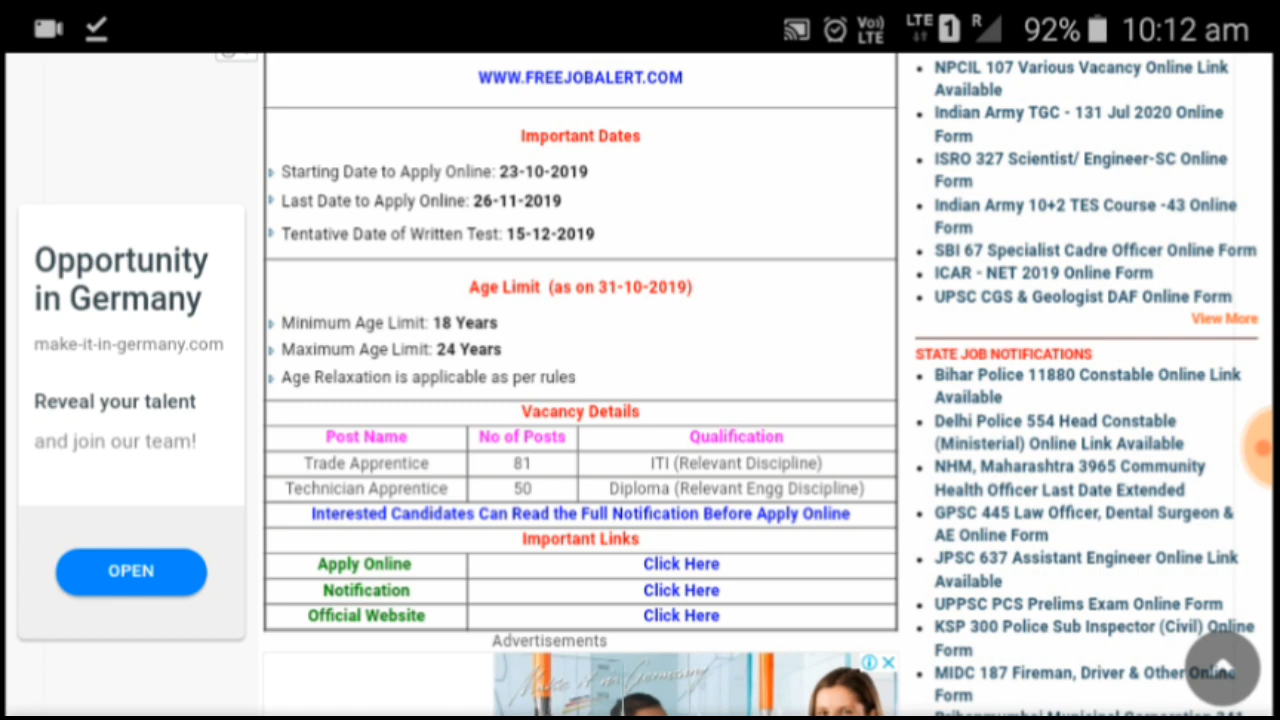 Vo))
LTE
LTE
1
R
92%
10:12 am
WWW.FREEJOBALERT.COM
Important Dates
Starting Date to Apply Online: 23-10-2019
Last Date to Apply Online: 26-11-2019
Tentative Date of Written Test: 15-12-2019
Age Limit (as on 31-10-2019)
Minimum Age Limit: 18 Years
Maximum Age Limit: 24 Years
Age Relaxation is applicable as per rules
Vacancy Details
Post Name No of Posts Qualification
Trade Apprentice 81 ITI (Relevant Discipline)
Technician Apprentice 50 Diploma (Relevant Engg Discipline)
Interested Candidates Can Read the Full Notification Before Apply Online
Important Links
Apply Online Click Here
Notification Click Here
Official Website Click Here
Advertisements
Make it in Germany
Opportunity
in Germany
make-it-in-germany.com
Reveal your talent
and join our team!
OPEN
NPCIL 107 Various Vacancy Online Link
Available
Indian Army TGC - 131 Jul 2020 Online
Form
ISRO 327 Scientist/ Engineer-SC Online
Form
Indian Army 10+2 TES Course -43 Online
Form
SBI 67 Specialist Cadre Officer Online Form
ICAR - NET 2019 Online Form
UPSC CGS & Geologist DAF Online Form
View More
STATE JOB NOTIFICATIONS
Bihar Police 11880 Constable Online Link
Available
Delhi Police 554 Head Constable
(Ministerial) Online Link Available
NHM, Maharashtra 3965 Community
Health Officer Last Date Extended
GPSC 445 Law Officer, Dental Surgeon &
AE Online Form
JPSC 637 Assistant Engineer Online Link
Available
UPPSC PCS Prelims Exam Online Form
KSP 300 Police Sub Inspector (Civil) Online
Form
MIDC 187 Fireman, Driver & Other Online
Form